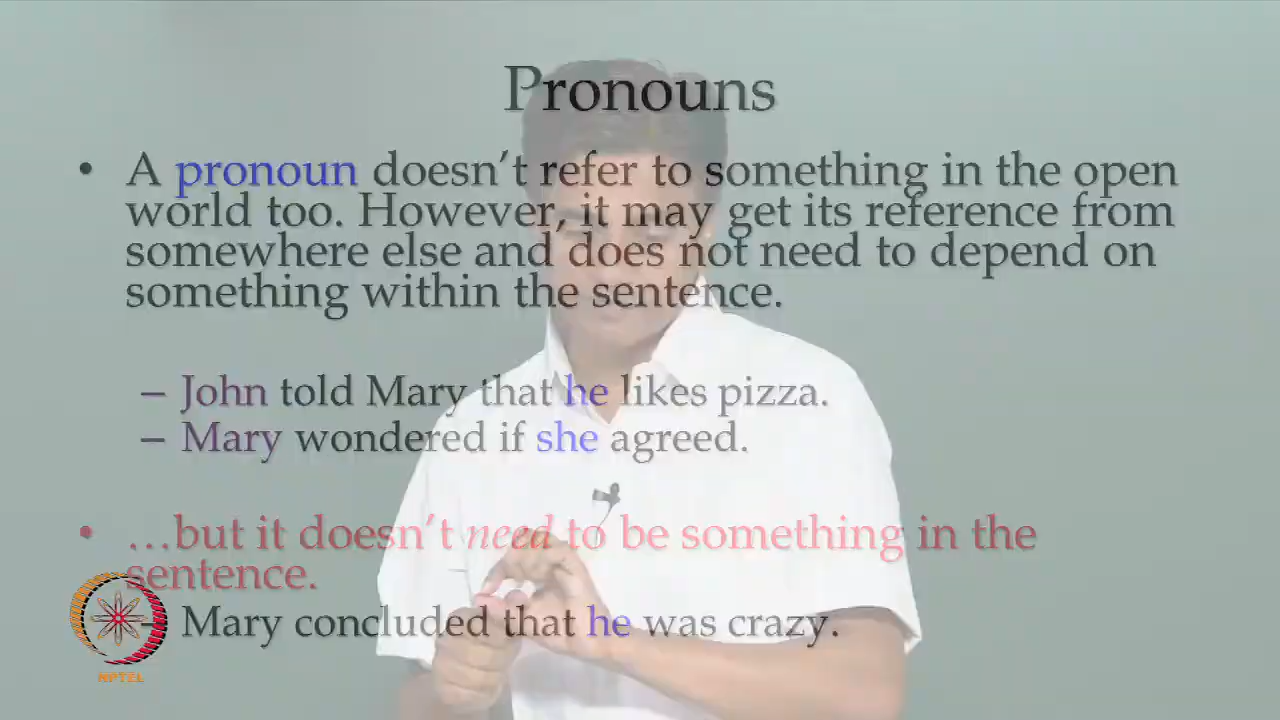 Pronouns
• A pronoun doesn't refer to something in the open
world too. However, it may get its reference from
somewhere else and does not need to depend on
something within the sentence.
– John told Mary that he likes pizza.
– Mary wondered if she agreed.
• …but it doesn't need to be something in the
sentence.
– Mary concluded that he was crazy.
NPTEL